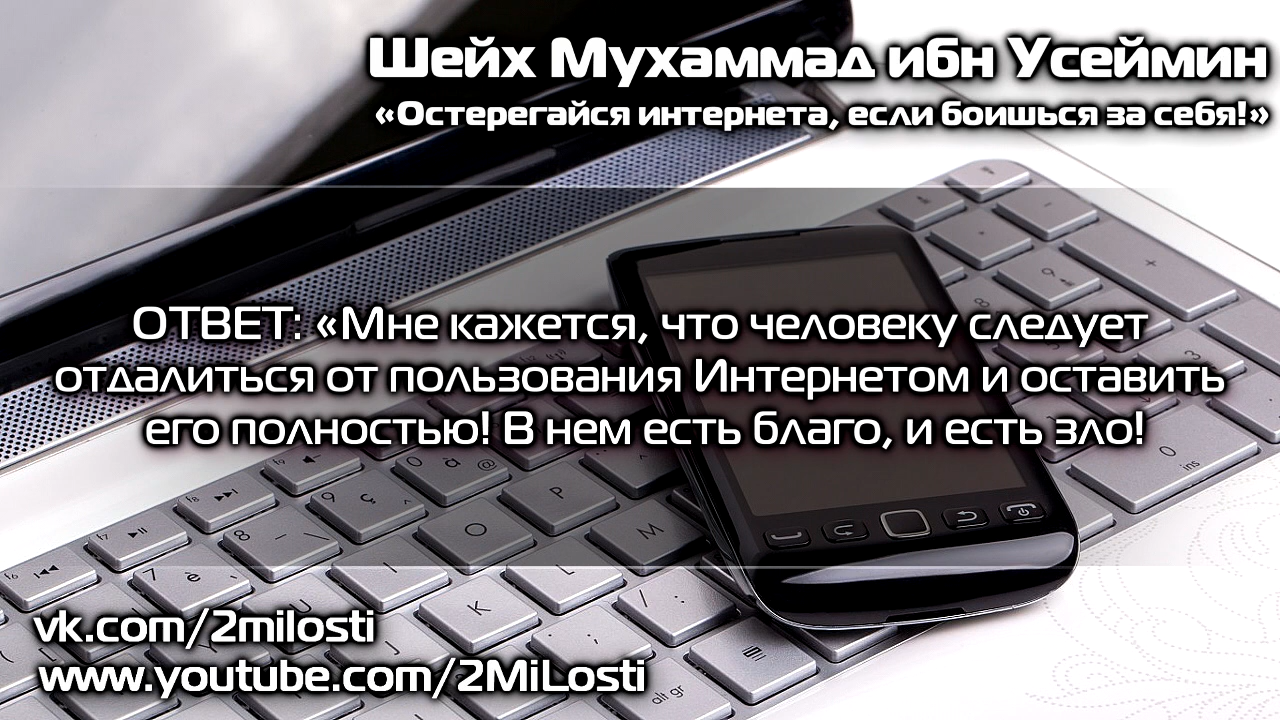 Шейх Мухаммад ибн Усеймин
«Остерегайся интернета, если боишься за себя!»
ОТВЕТ: «Мне кажется, что человеку следует
отдалиться от пользования Интернетом и оставить
его полностью! В нем есть благо, и есть зло!
vk.com/2milosti
www.youtube.com/2MiLosti